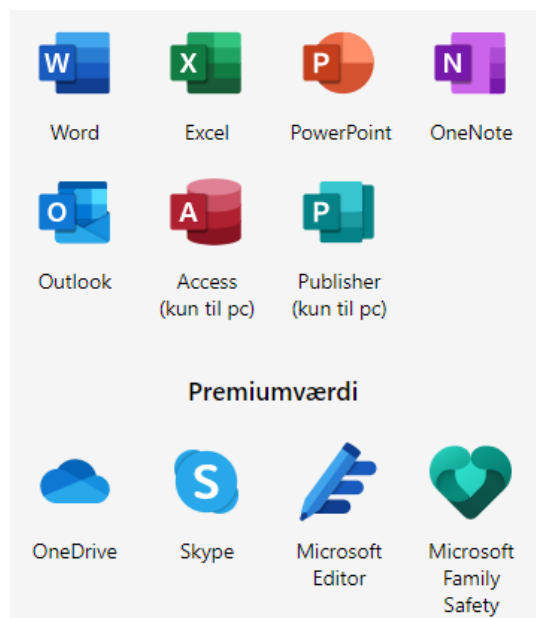 W X P N
Word Excel PowerPoint OneNote
O A P
Outlook Access Publisher
(kun til pc) (kun til pc)
Premiumværdi
S
OneDrive Skype Microsoft Microsoft
Editor Family
Safety